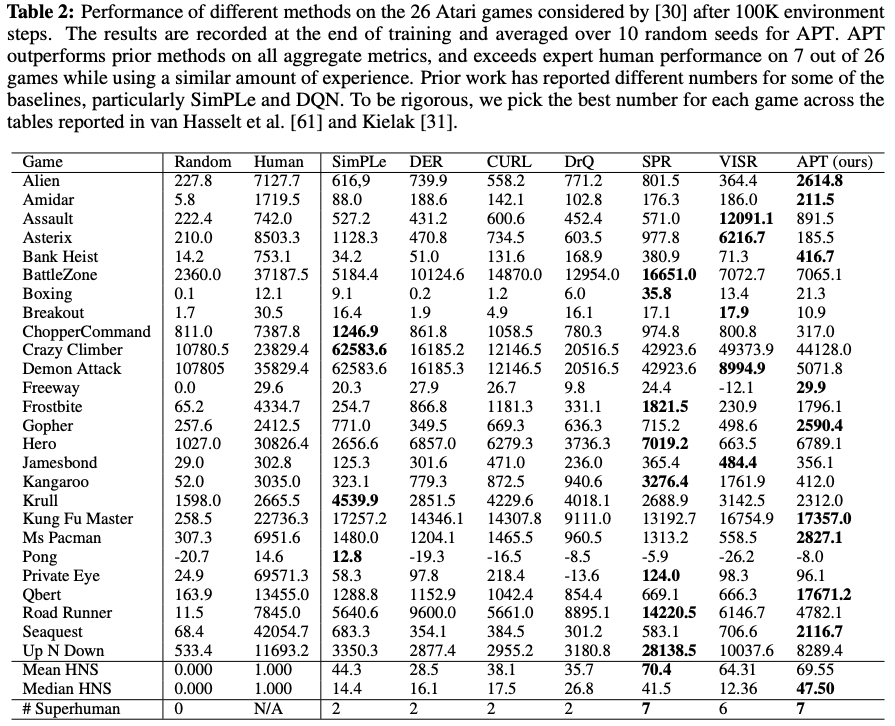 Table 2: Performance of different methods on the 26 Atari games considered by [30] after 100K environment
steps. The results are recorded at the end of training and averaged over 10 random seeds for APT. APT
outperforms prior methods on all aggregate metrics, and exceeds expert human performance on 7 out of 26
games while using a similar amount of experience. Prior work has reported different numbers for some of the
baselines, particularly SimPLe and DQN. To be rigorous, we pick the best number for each game across the
tables reported in van Hasselt et al. [61] and Kielak [31].
Game Random Human SimPLe DER CURL DrQ SPR VISR APT (ours)
Alien 227.8 7127.7 616,9 739.9 558.2 771.2 801.5 364.4 2614.8
Amidar 5.8 1719.5 88.0 188.6 142.1 102.8 176.3 186.0 211.5
Assault 222.4 742.0 527.2 431.2 600.6 452.4 571.0 12091.1 891.5
Asterix 210.0 8503.3 1128.3 470.8 734.5 603.5 977.8 6216.7 185.5
Bank Heist 14.2 753.1 34.2 51.0 131.6 168.9 380.9 71.3 416.7
BattleZone 2360.0 37187.5 5184.4 10124.6 14870.0 12954.0 16651.0 7072.7 7065.1
Boxing 0.1 12.1 9.1 0.2 1.2 6.0 35.8 13.4 21.3
Breakout 1.7 30.5 16.4 1.9 4.9 16.1 17.1 17.9 10.9
ChopperCommand 811.0 7387.8 1246.9 861.8 1058.5 780.3 974.8 800.8 317.0
Crazy Climber 10780.5 23829.4 62583.6 16185.2 12146.5 20516.5 42923.6 49373.9 44128.0
Demon Attack 107805 35829.4 62583.6 16185.3 12146.5 20516.5 42923.6 8994.9 5071.8
Freeway 0.0 29.6 20.3 27.9 26.7 9.8 24.4 -12.1 29.9
Frostbite 65.2 4334.7 254.7 866.8 1181.3 331.1 1821.5 230.9 1796.1
Gopher 257.6 2412.5 771.0 349.5 669.3 636.3 715.2 498.6 2590.4
Hero 1027.0 30826.4 2656.6 6857.0 6279.3 3736.3 7019.2 663.5 6789.1
Jamesbond 29.0 302.8 125.3 301.6 471.0 236.0 365.4 484.4 356.1
Kangaroo 52.0 3035.0 323.1 779.3 872.5 940.6 3276.4 1761.9 412.0
Krull 1598.0 2665.5 4539.9 2851.5 4229.6 4018.1 2688.9 3142.5 2312.0
Kung Fu Master 258.5 22736.3 17257.2 14346.1 14307.8 9111.0 13192.7 16754.9 17357.0
Ms Pacman 307.3 6951.6 1480.0 1204.1 1465.5 960.5 1313.2 558.5 2827.1
Pong -20.7 14.6 12.8 -19.3 -16.5 -8.5 -5.9 -26.2 -8.0
Private Eye 24.9 69571.3 58.3 97.8 218.4 -13.6 124.0 98.3 96.1
Qbert 163.9 13455.0 1288.8 1152.9 1042.4 854.4 669.1 666.3 17671.2
Road Runner 11.5 7845.0 5640.6 9600.0 5661.0 8895.1 14220.5 6146.7 4782.1
Seaquest 68.4 42054.7 683.3 354.1 384.5 301.2 583.1 706.6 2116.7
Up N Down 533.4 11693.2 3350.3 2877.4 2955.2 3180.8 28138.5 10037.6 8289.4
Mean HNS 0.000 1.000 44.3 28.5 38.1 35.7 70.4 64.31 69.55
Median HNS 0.000 1.000 14.4 16.1 17.5 26.8 41.5 12.36 47.50
# Superhuman 0 N/A 2 2 2 2 7 6 7